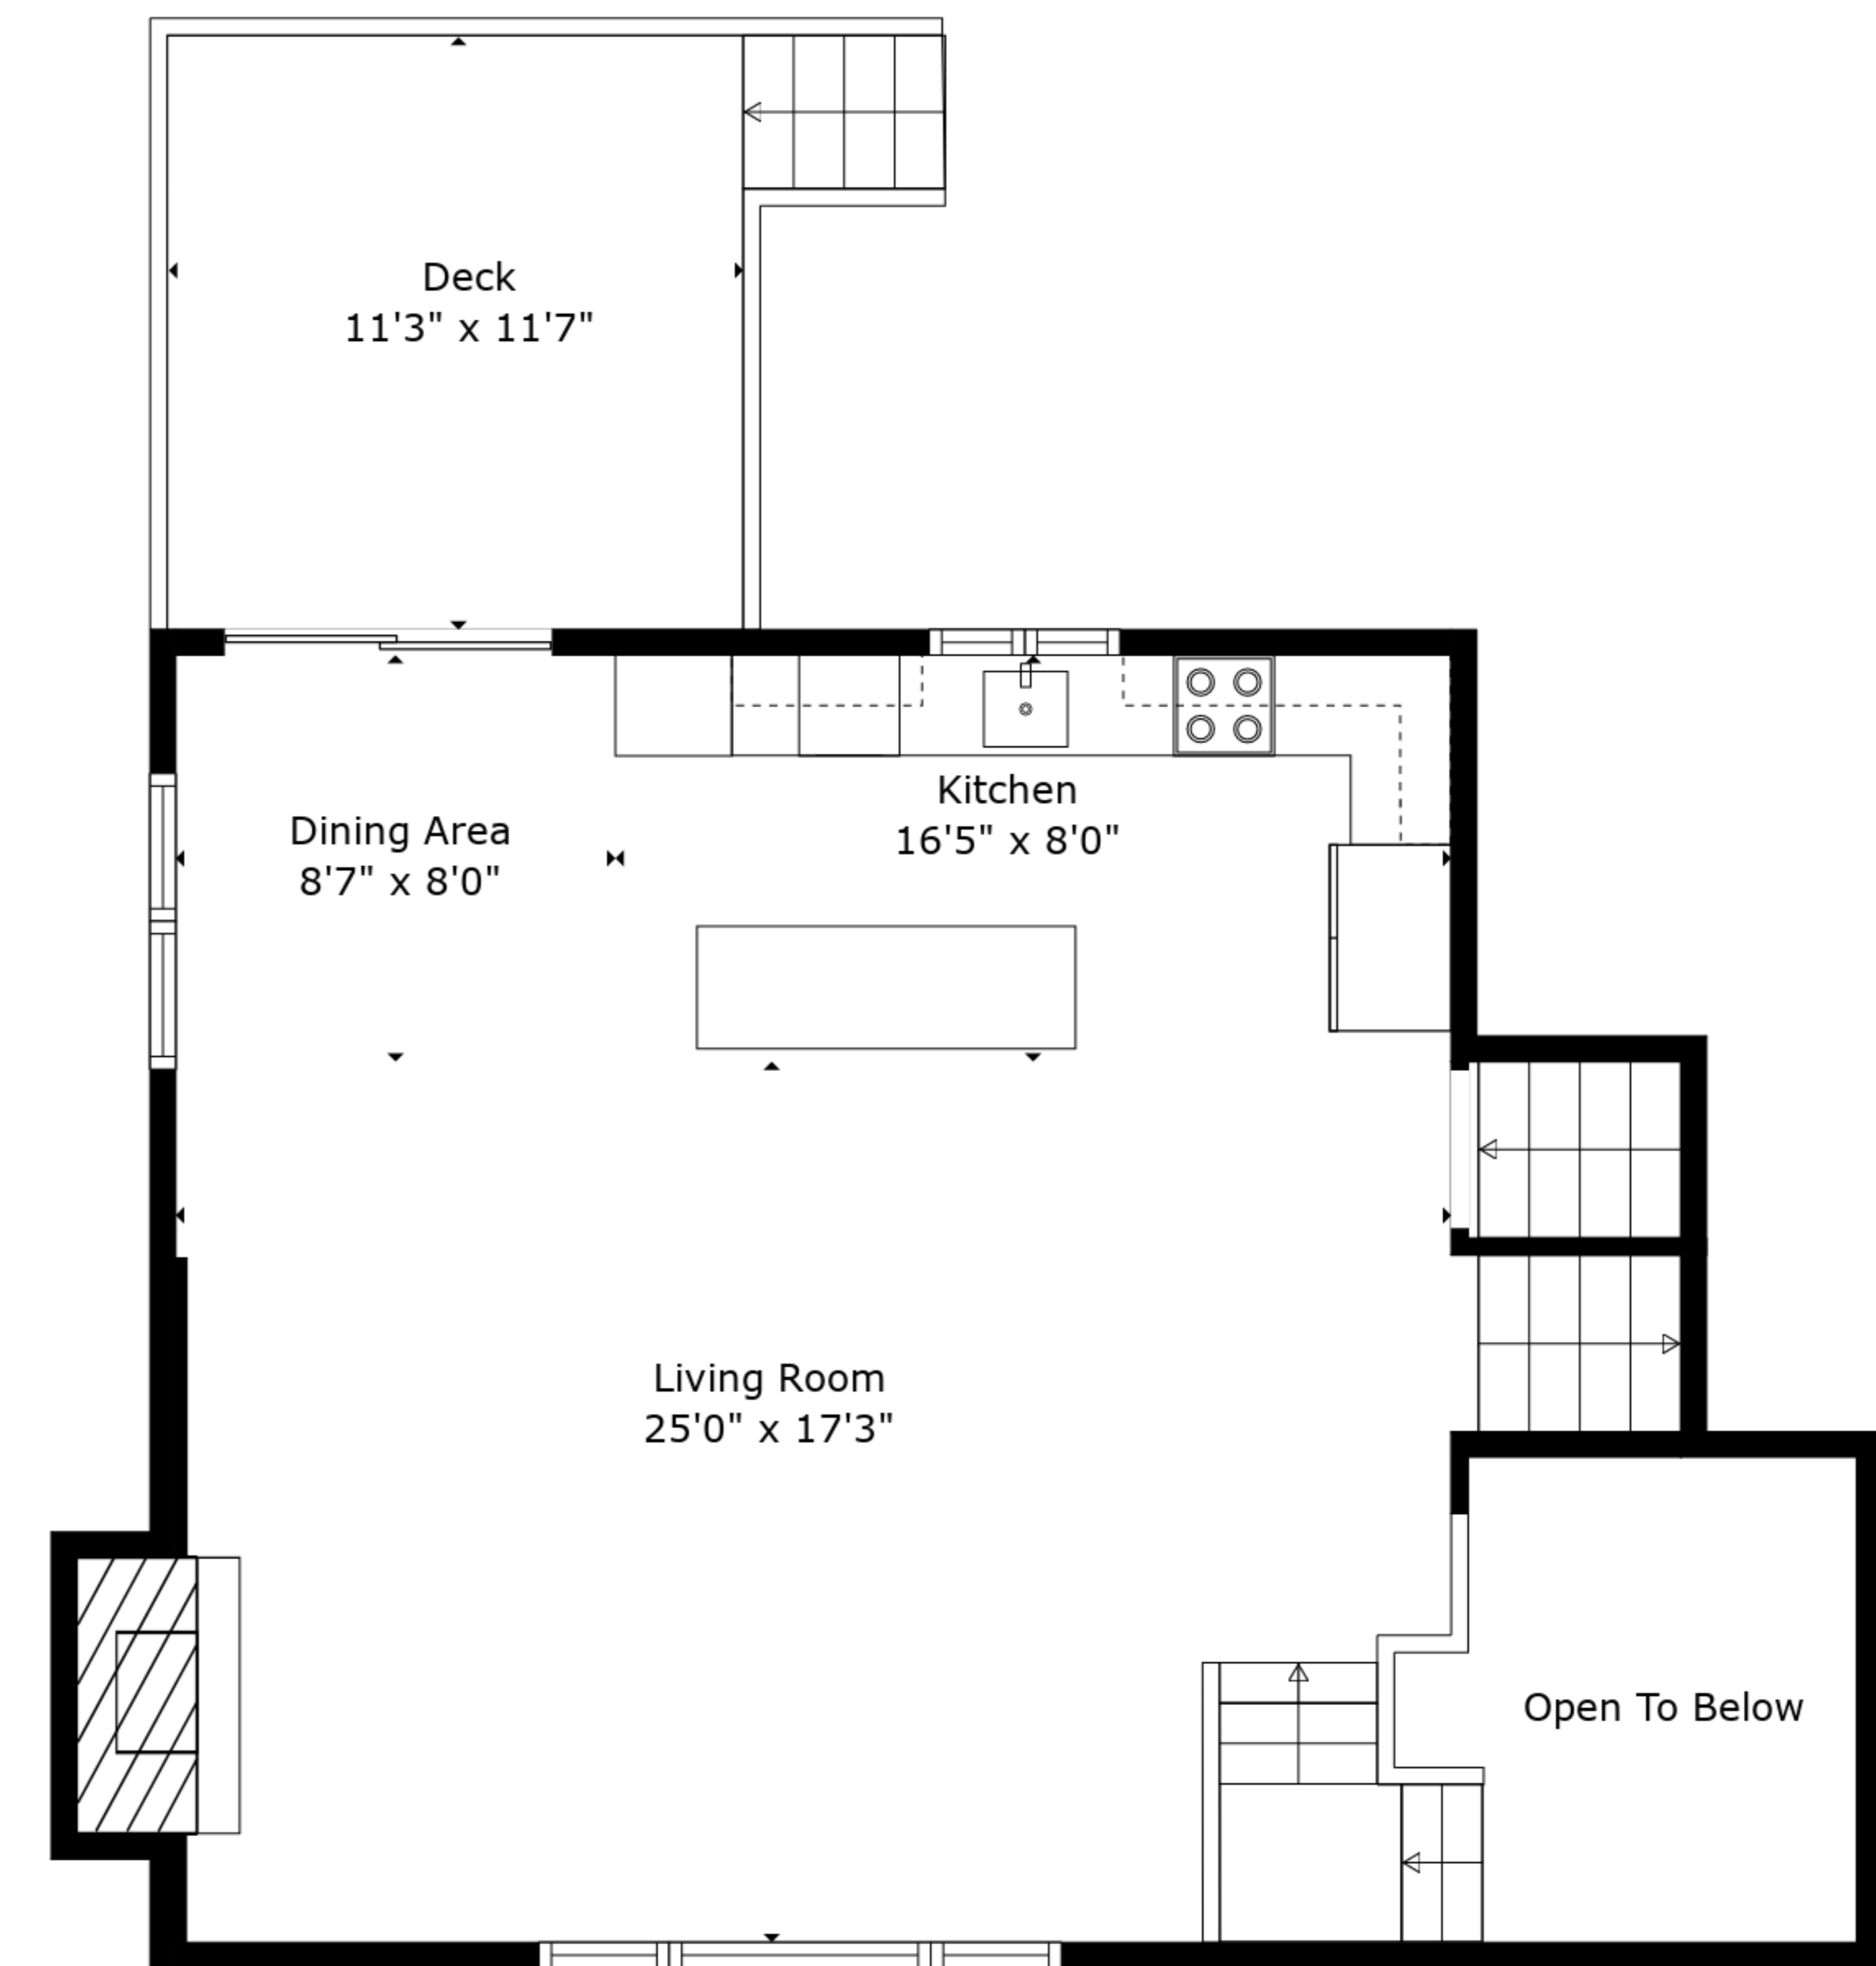 Deck
11'3" x 11'7"
Kitchen
16'5" x 8'0"
Dining Area
8'7" x 8'0"
Living Room
25'0" x 17'3"
Open To Below